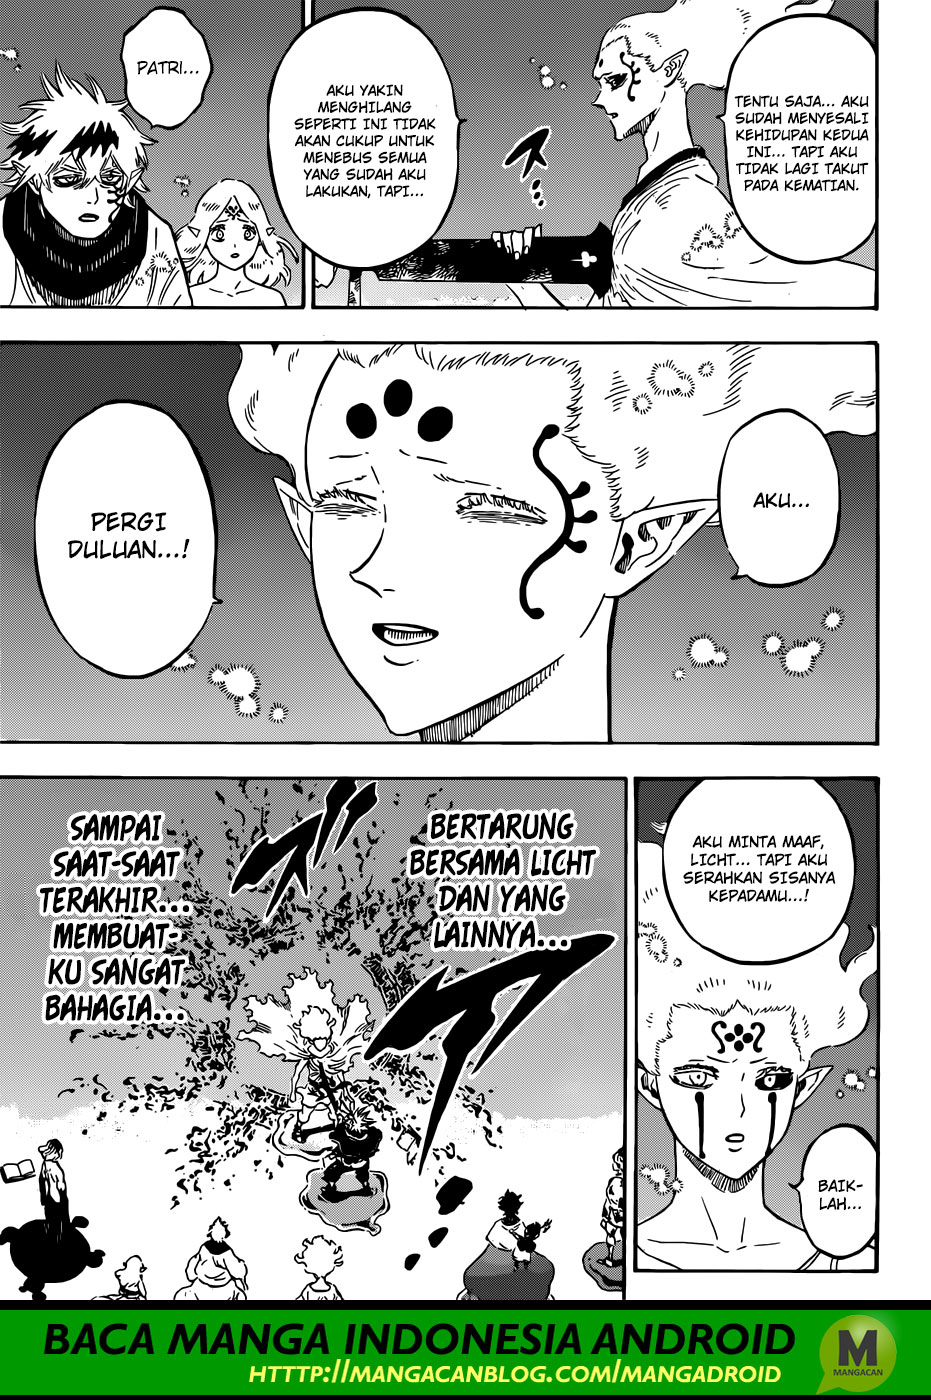 TENTU SAJA... AKU
SUDAH MENYESALI
KEHIDUPAN KEDUA
INI... TAPI AKU
TIDAK LAGI TAKUT
PADA KEMATIAN.
AKU YAKIN
MENGHILANG
SEPERTI INI TIDAK
AKAN CUKUP UNTUK
MENEBUS SEMUA
YANG SUDAH AKU
LAKUKAN, TAPI...
PATRI...
AKU...
PERGI
DULUAN...!
AKU MINTA MAAF,
LICHT... TAPI AKU
SERAHKAN SISANYA
KEPADAMU...!
BAIK-
LAH...
BERTARUNG
BERSAMA LICHT
DAN YANG
LAINNYA...
SAMPAI
SAAT-SAAT
TERAKHIR...
MEMBUAT-
KU SANGAT
BAHAGIA...
BACA MANGA INDONESIA ANDROID
HTTTP://MANGACANBLOG.COM/MANGADROID
M
MANGACAN